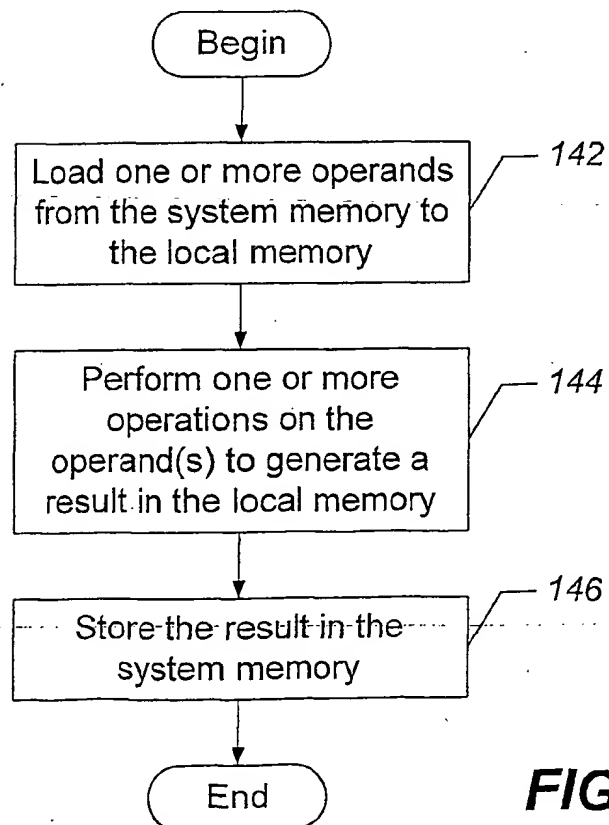 Begin
Load one or more operands
from the system memory to
the local memory
142
Perform one or more
operations on the
operand(s) to generate a
result in the local memory
144
Store the result in the
system memory
146
End
FIG